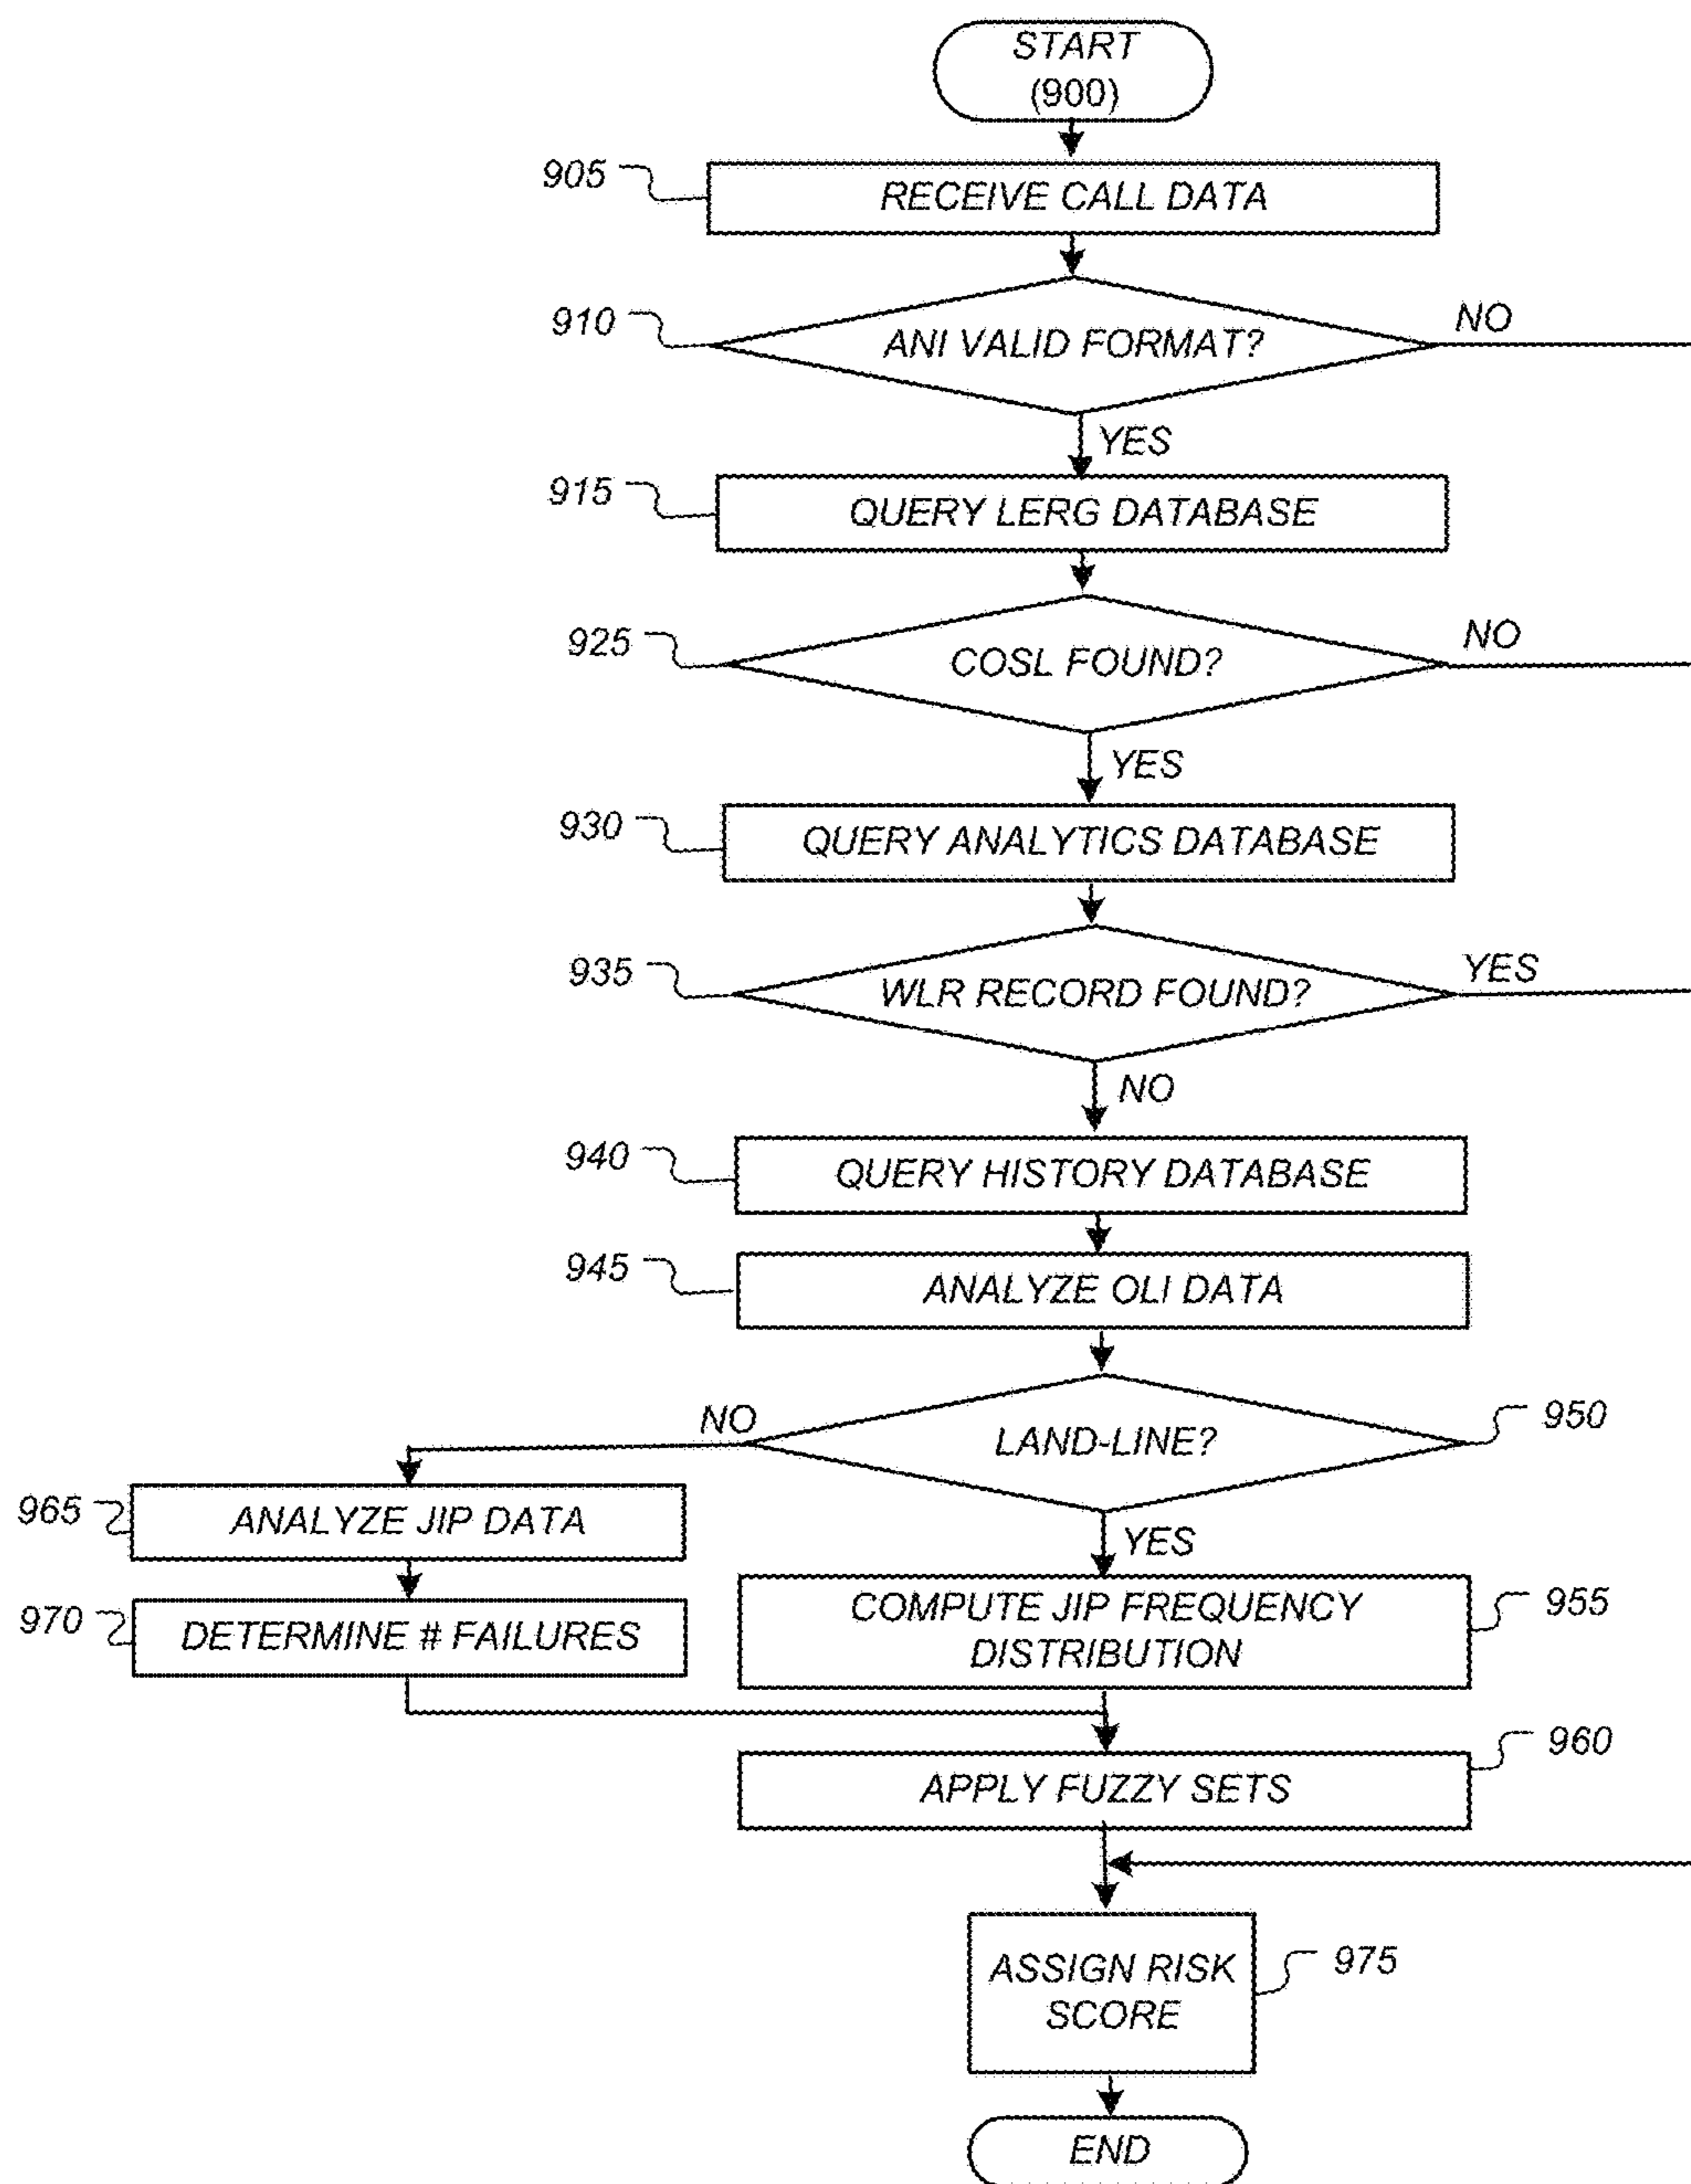 START
(900)
905
RECEIVE CALL DATA
910
ANI VALID FORMAT?
NO
YES
915
QUERY LERG DATABASE
925
COSL FOUND?
NO
YES
930
QUERY ANALYTICS DATABASE
935
WLR RECORD FOUND?
YES
NO
940
QUERY HISTORY DATABASE
945
ANALYZE OLI DATA
NO
LAND-LINE?
950
YES
965
ANALYZE JIP DATA
970
DETERMINE # FAILURES
COMPUTE JIP FREQUENCY
DISTRIBUTION
955
960
APPLY FUZZY SETS
ASSIGN RISK
SCORE
975
END